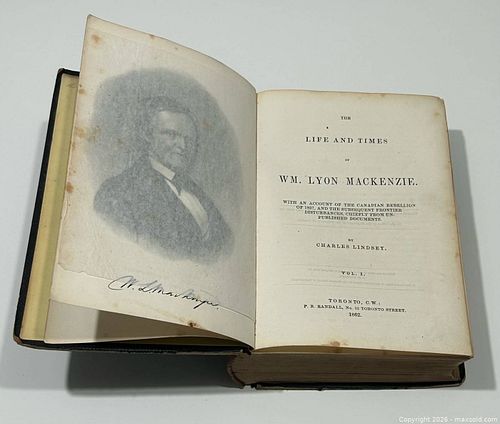 W. L. Mackenzie
THE
LIFE AND TIMES
OF
WM. LYON MACKENZIE.
WITH AN ACCOUNT OF THE CANADIAN REBELLION
OF 1837, AND THE SUBSEQUENT FRONTIER
DISTURBANCES, CHIEFLY FROM UN-
PUBLISHED DOCUMENTS.
BY
CHARLES LINDSEY.
VOL. I.
TORONTO, C.W.:
P. R. RANDALL, No. 12 TORONTO STREET.
1862.
Copyright 2026 - maxsold.com